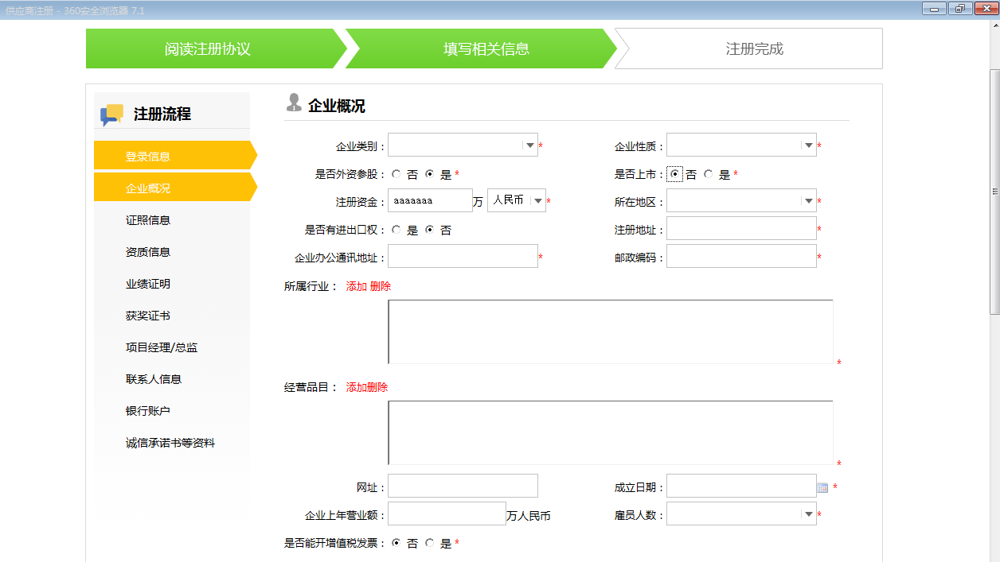 供应商注册 - 360安全浏览器 7.1
阅读注册协议 填写相关信息 注册完成
注册流程
登录信息
企业概况
证照信息
资质信息
业绩证明
获奖证书
项目经理/总监
联系人信息
银行账户
诚信承诺书等资料
企业概况
企业类别： * 企业性质： *
是否外资参股： 否 是 * 是否上市： 否 是 *
注册资金： aaaaaaa 万 人民币 * 所在地区： *
是否有进出口权： 是 否 注册地址： *
企业办公通讯地址： * 邮政编码： *
所属行业： 添加 删除
*
经营品目： 添加删除
*
网址： 成立日期： *
企业上年营业额： 万人民币 雇员人数： *
是否能开增值税发票： 否 是 *